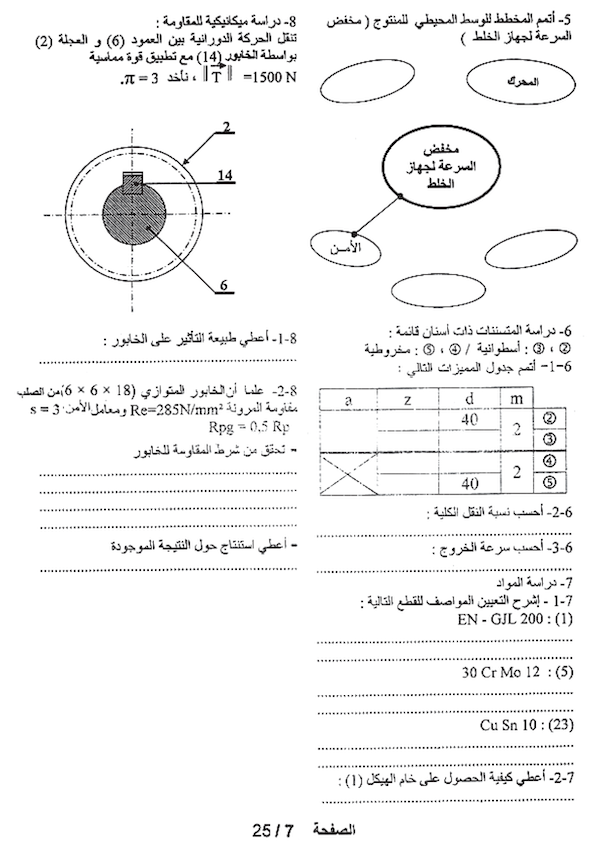 5- أتمم المخطط للوسط المحيطي للمنتوج ( مخفض
السرعة لجهاز الخلط )
المحرك
مخفض
السرعة لجهاز
الخلط
الأمـن
6- دراسة المتسننات ذات أسنان قائمة :
② ، ③ : أسطوانية / ④ ، ⑤ : مخروطية
6-1- أتمم جدول المميزات التالي :
a z d m
40 2 ②
③
2 ④
40 ⑤
6-2- أحسب نسبة النقل الكلية :
6-3- أحسب سرعة الخروج :
7- دراسة المواد
7-1 - إشرح التعيين المواصف للقطع التالية :
(1) : EN - GJL 200
(5) : 30 Cr Mo 12
(23) : Cu Sn 10
7-2- أعطي كيفية الحصول على خام الهيكل (1) :
8- دراسة ميكانيكية للمقاومة :
تنقل الحركة الدورانية بين العمود (6) و العجلة (2)
بواسطة الخابور (14) مع تطبيق قوة مماسية
‖T‖ =1500 N ، نأخد π = 3.
2
14
6
8-1- أعطي طبيعة التأثير على الخابور :
8-2- علما أن الخابور المتوازي (18 × 6 × 6) من الصلب
مقاومة المرونة Re=285N/mm² ومعامل الأمن s = 3
Rpg = 0,5 Rp
- تحقق من شرط المقاومة للخابور
- أعطي استنتاج حول النتيجة الموجودة
الصفحة 7 / 25